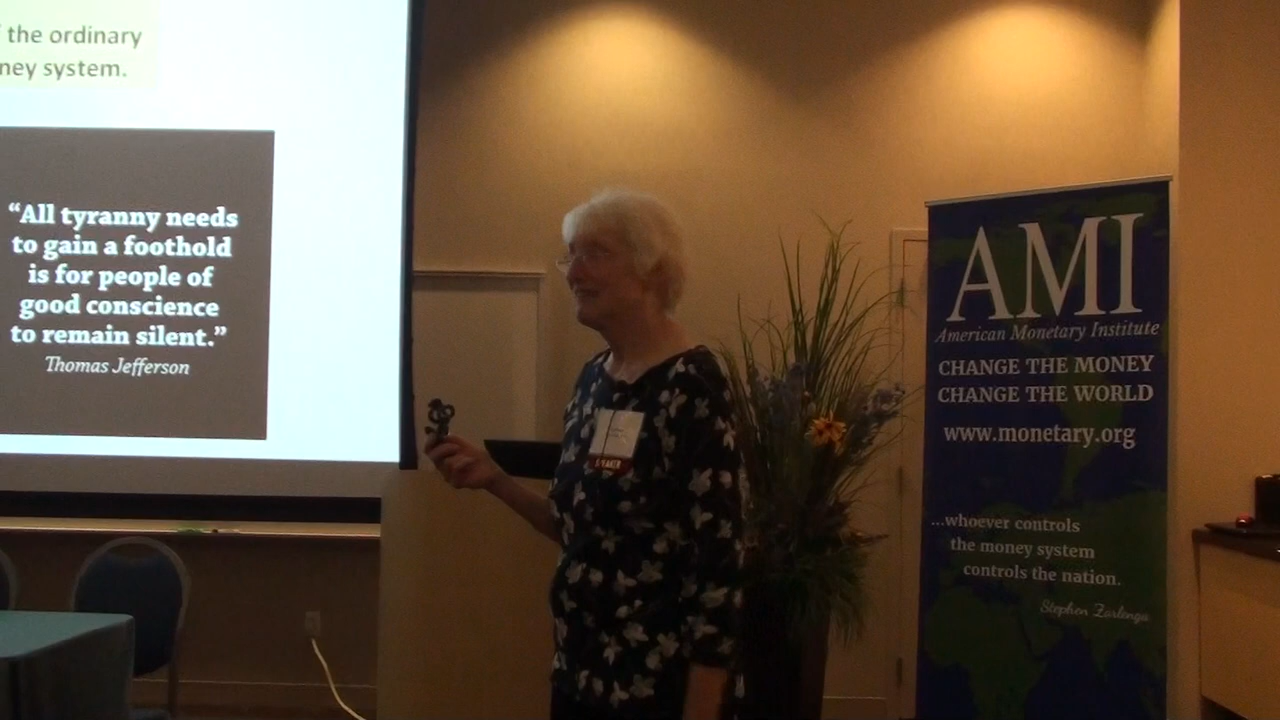 the ordinary
ney system.
“All tyranny needs
to gain a foothold
is for people of
good conscience
to remain silent.”
Thomas Jefferson
SPEAKER
AMI
American Monetary Institute
CHANGE THE MONEY
CHANGE THE WORLD
www.monetary.org
...whoever controls
the money system
controls the nation.
Stephen Zarlenga